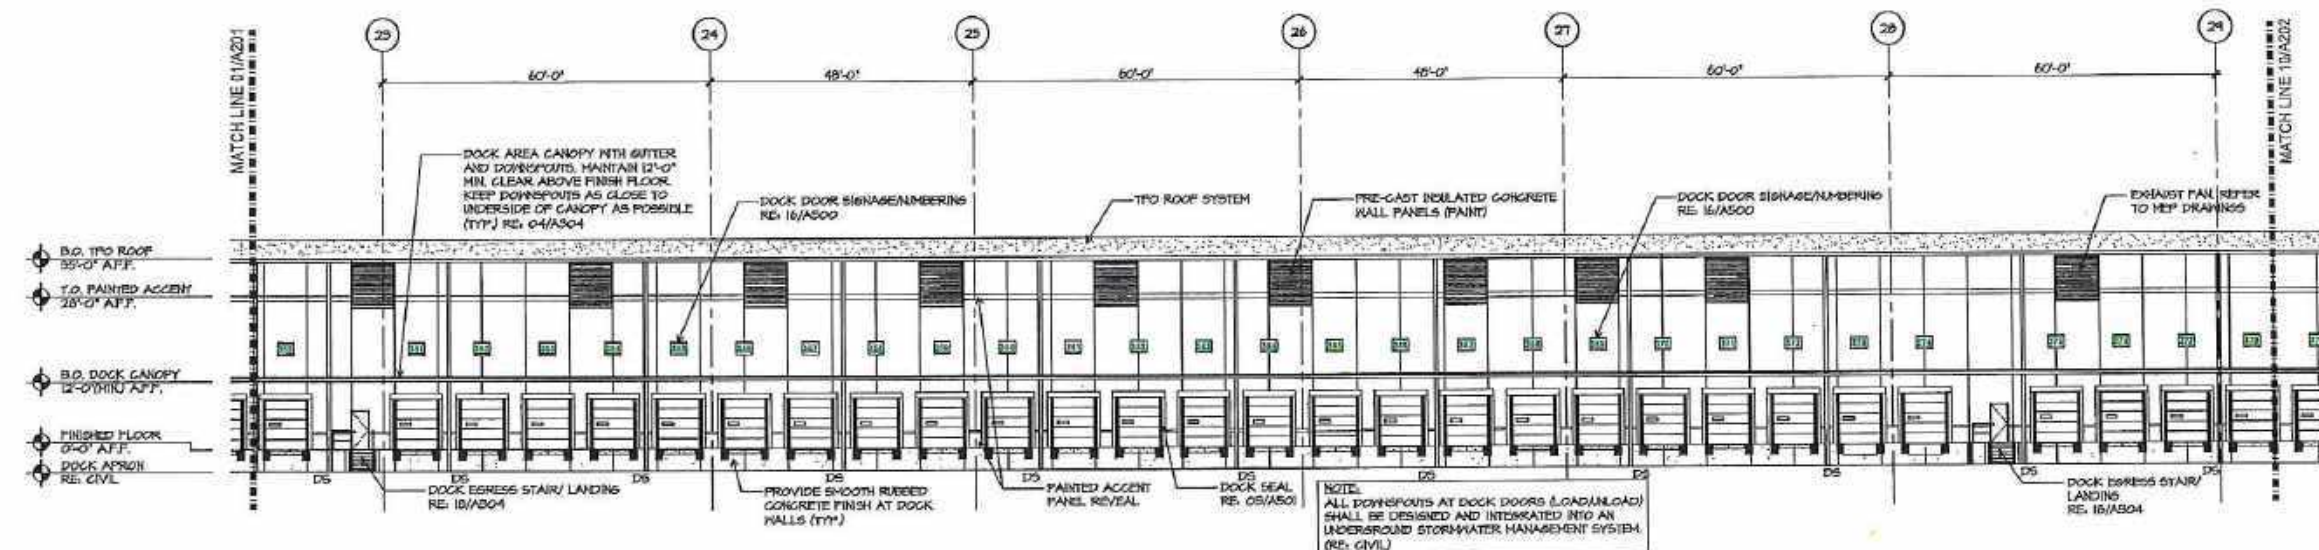 MATCH LINE 01/A201
23
24
25
26
27
28
29
MATCH LINE 10/A202
60'-0"
48'-0"
60'-0"
48'-0"
60'-0"
60'-0"
DOCK AREA CANOPY WITH GUTTER
AND DOWNSPOUTS. MAINTAIN 12'-0"
MIN. CLEAR ABOVE FINISH FLOOR.
KEEP DOWNSPOUTS AS CLOSE TO
UNDERSIDE OF CANOPY AS POSSIBLE
(TYP.) RE: 04/A304
DOCK DOOR SIGNAGE/NUMBERING
RE: 16/A500
TPO ROOF SYSTEM
PRE-CAST INSULATED CONCRETE
WALL PANELS (PAINT)
DOCK DOOR SIGNAGE/NUMBERING
RE: 16/A500
EXHAUST FAN. REFER
TO MEP DRAWINGS
B.O. TPO ROOF
35'-0" A.F.F.
T.O. PAINTED ACCENT
28'-0" A.F.F.
B.O. DOCK CANOPY
12'-0"(MIN.) A.F.F.
FINISHED FLOOR
0'-0" A.F.F.
DOCK APRON
RE: CIVIL
DS
DS
DS
DS
DS
DS
DS
DS
DS
DS
DS
DOCK EGRESS STAIR/ LANDING
RE: 18/A304
PROVIDE SMOOTH RUBBED
CONCRETE FINISH AT DOCK
WALLS (TYP.)
PAINTED ACCENT
PANEL REVEAL
DOCK SEAL
RE: 05/A501
NOTE:
ALL DOWNSPOUTS AT DOCK DOORS (LOAD/UNLOAD)
SHALL BE DESIGNED AND INTEGRATED INTO AN
UNDERGROUND STORMWATER MANAGEMENT SYSTEM.
(RE: CIVIL)
DOCK EGRESS STAIR/
LANDING
RE: 18/A304